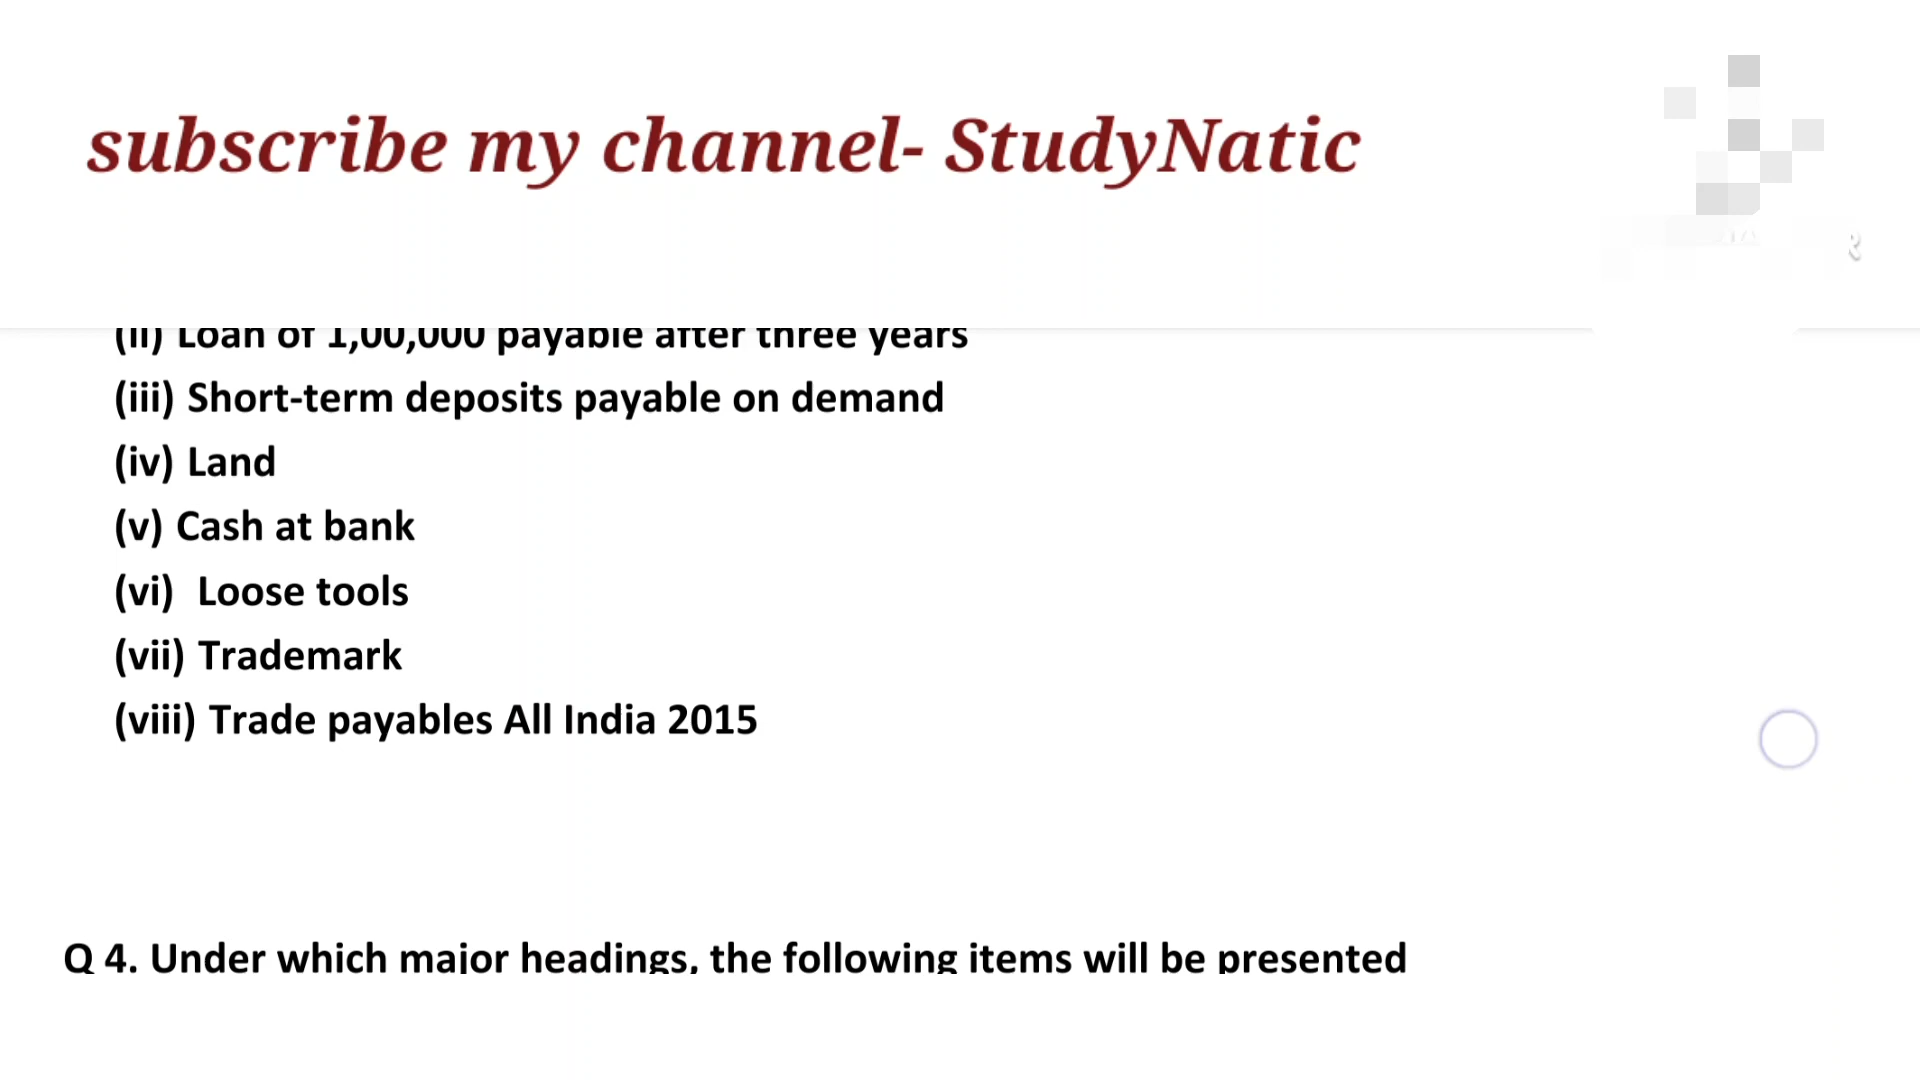 subscribe my channel- StudyNatic
(ii) Loan of 1,00,000 payable after three years
(iii) Short-term deposits payable on demand
(iv) Land
(v) Cash at bank
(vi) Loose tools
(vii) Trademark
(viii) Trade payables All India 2015
Q 4. Under which major headings, the following items will be presented